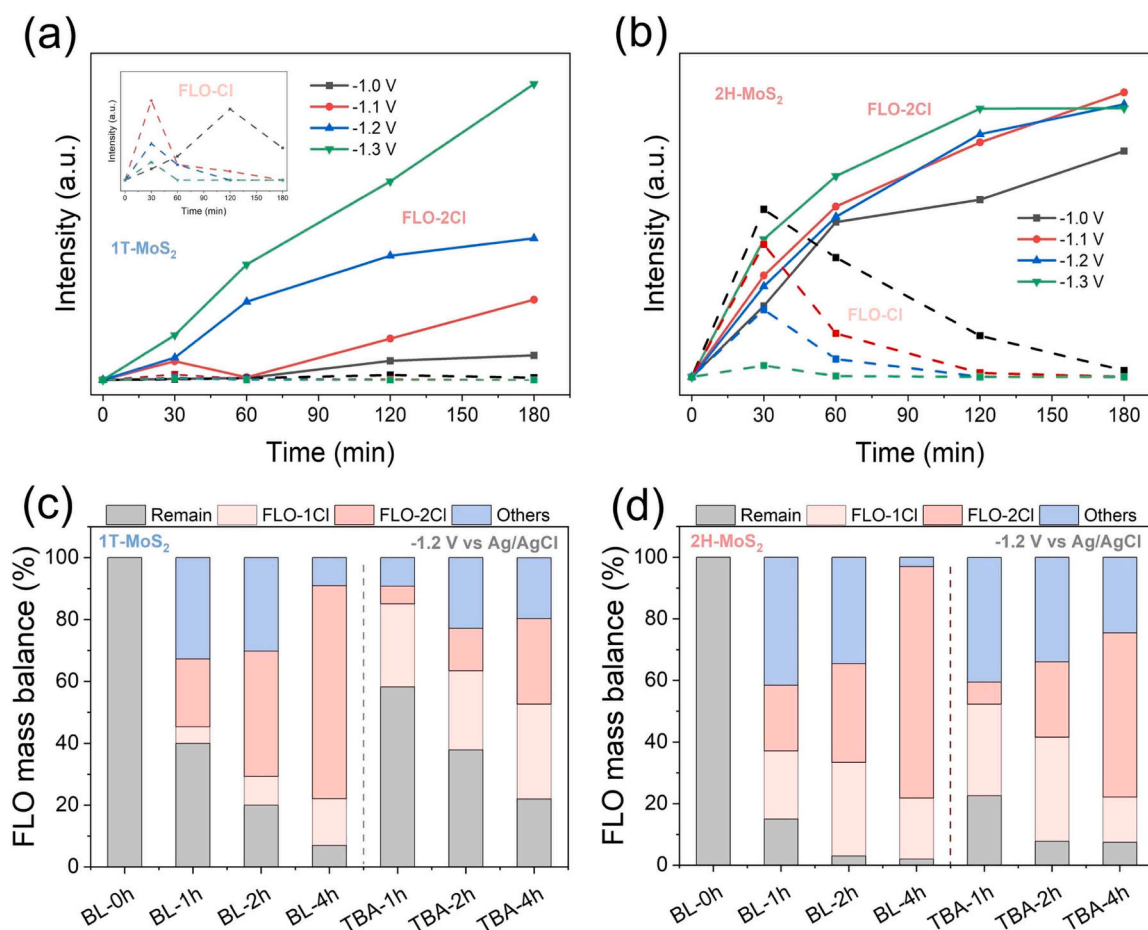 (a)
FLO-Cl
Intensity (a.u.)
0 30 60 90 120 150 180
Time (min)
-1.0 V
-1.1 V
-1.2 V
-1.3 V
FLO-2Cl
1T-MoS2
Intensity (a.u.)
0 30 60 90 120 150 180
Time (min)
(b)
2H-MoS2
FLO-2Cl
-1.0 V
-1.1 V
-1.2 V
-1.3 V
FLO-Cl
Intensity (a.u.)
0 30 60 90 120 150 180
Time (min)
(c)
Remain FLO-1Cl FLO-2Cl Others
1T-MoS2 -1.2 V vs Ag/AgCl
FLO mass balance (%)
100
80
60
40
20
0
BL-0h BL-1h BL-2h BL-4h TBA-1h TBA-2h TBA-4h
(d)
Remain FLO-1Cl FLO-2Cl Others
2H-MoS2 -1.2 V vs Ag/AgCl
FLO mass balance (%)
100
80
60
40
20
0
BL-0h BL-1h BL-2h BL-4h TBA-1h TBA-2h TBA-4h